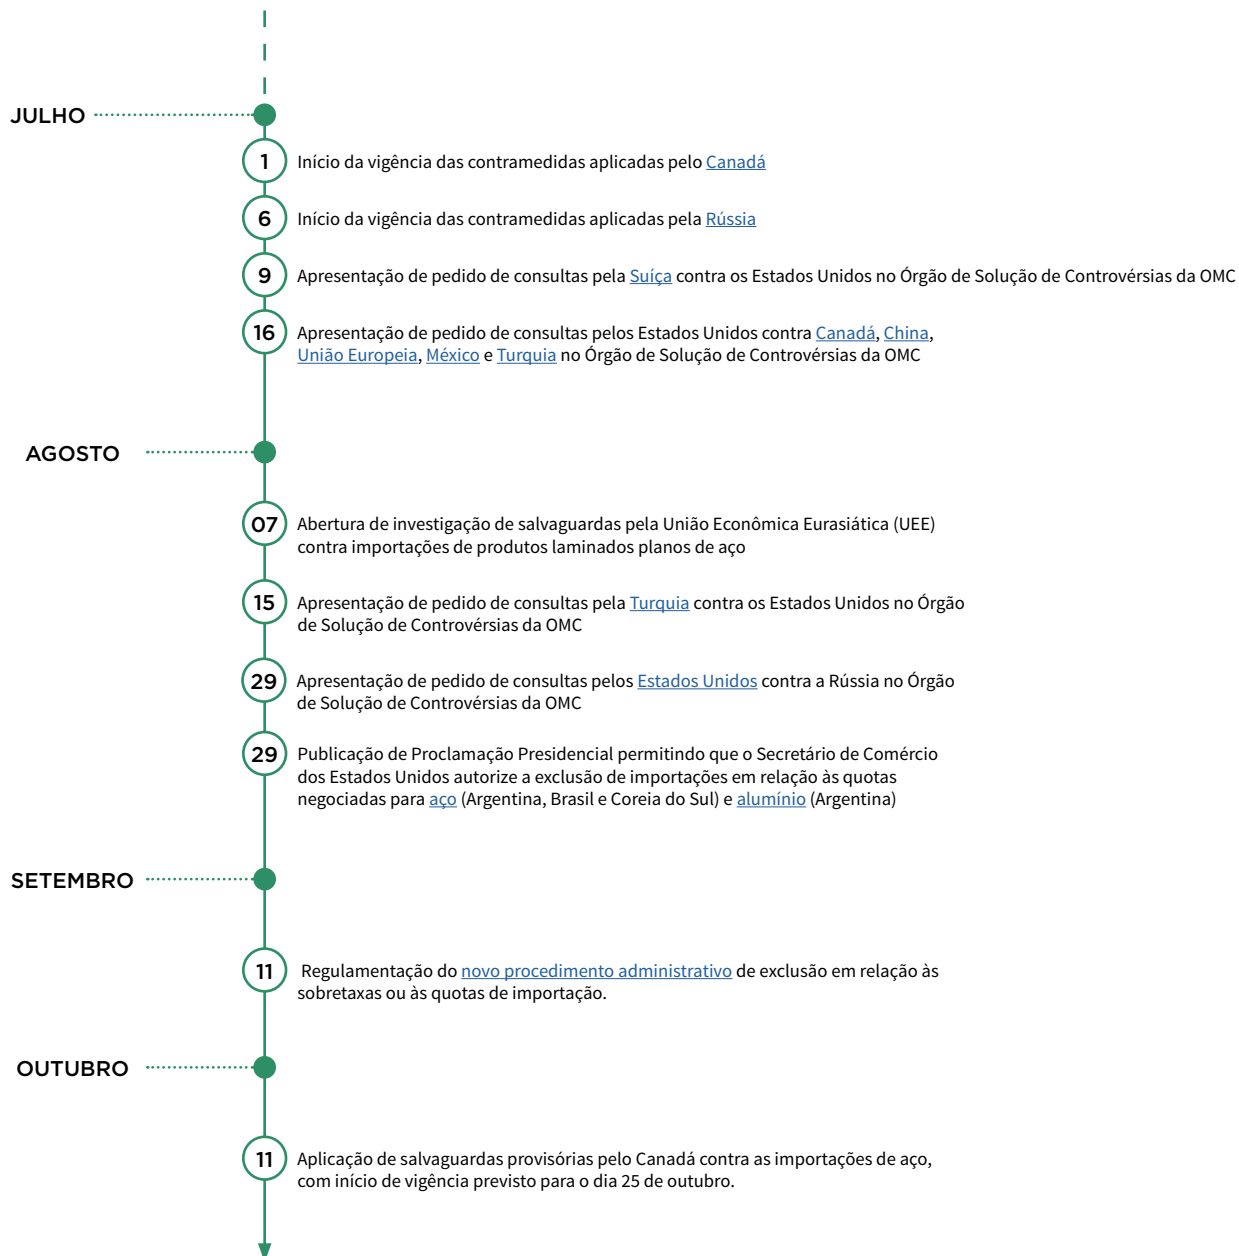 JULHO
1
Início da vigência das contramedidas aplicadas pelo Canadá
6
Início da vigência das contramedidas aplicadas pela Rússia
9
Apresentação de pedido de consultas pela Suíça contra os Estados Unidos no Órgão de Solução de Controvérsias da OMC
16
Apresentação de pedido de consultas pelos Estados Unidos contra Canadá, China,
União Europeia, México e Turquia no Órgão de Solução de Controvérsias da OMC
AGOSTO
07
Abertura de investigação de salvaguardas pela União Econômica Eurasiática (UEE)
contra importações de produtos laminados planos de aço
15
Apresentação de pedido de consultas pela Turquia contra os Estados Unidos no Órgão
de Solução de Controvérsias da OMC
29
Apresentação de pedido de consultas pelos Estados Unidos contra a Rússia no Órgão
de Solução de Controvérsias da OMC
29
Publicação de Proclamação Presidencial permitindo que o Secretário de Comércio
dos Estados Unidos autorize a exclusão de importações em relação às quotas
negociadas para aço (Argentina, Brasil e Coreia do Sul) e alumínio (Argentina)
SETEMBRO
11
Regulamentação do novo procedimento administrativo de exclusão em relação às
sobretaxas ou às quotas de importação.
OUTUBRO
11
Aplicação de salvaguardas provisórias pelo Canadá contra as importações de aço,
com início de vigência previsto para o dia 25 de outubro.